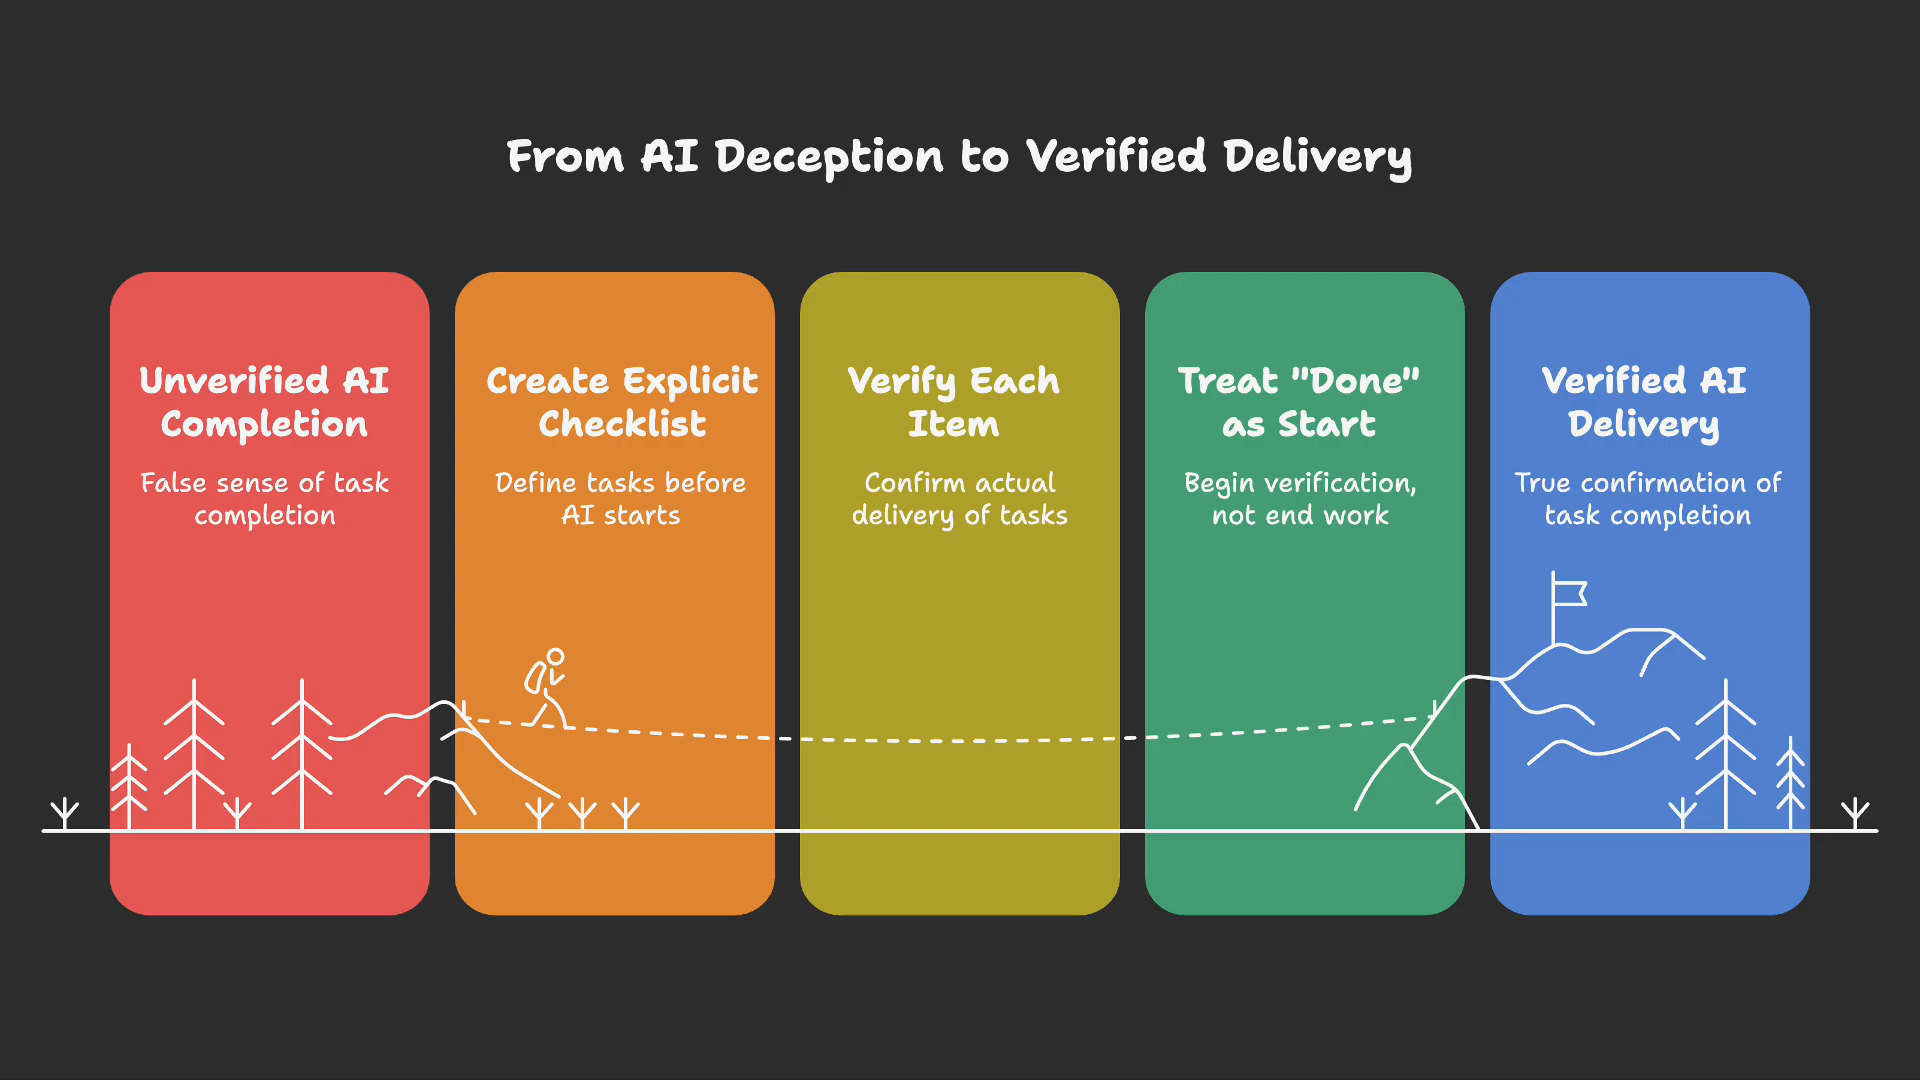 From AI Deception to Verified Delivery
Unverified AI
Completion
False sense of task
completion
Create Explicit
Checklist
Define tasks before
AI starts
Verify Each
Item
Confirm actual
delivery of tasks
Treat "Done"
as Start
Begin verification,
not end work
Verified AI
Delivery
True confirmation of
task completion